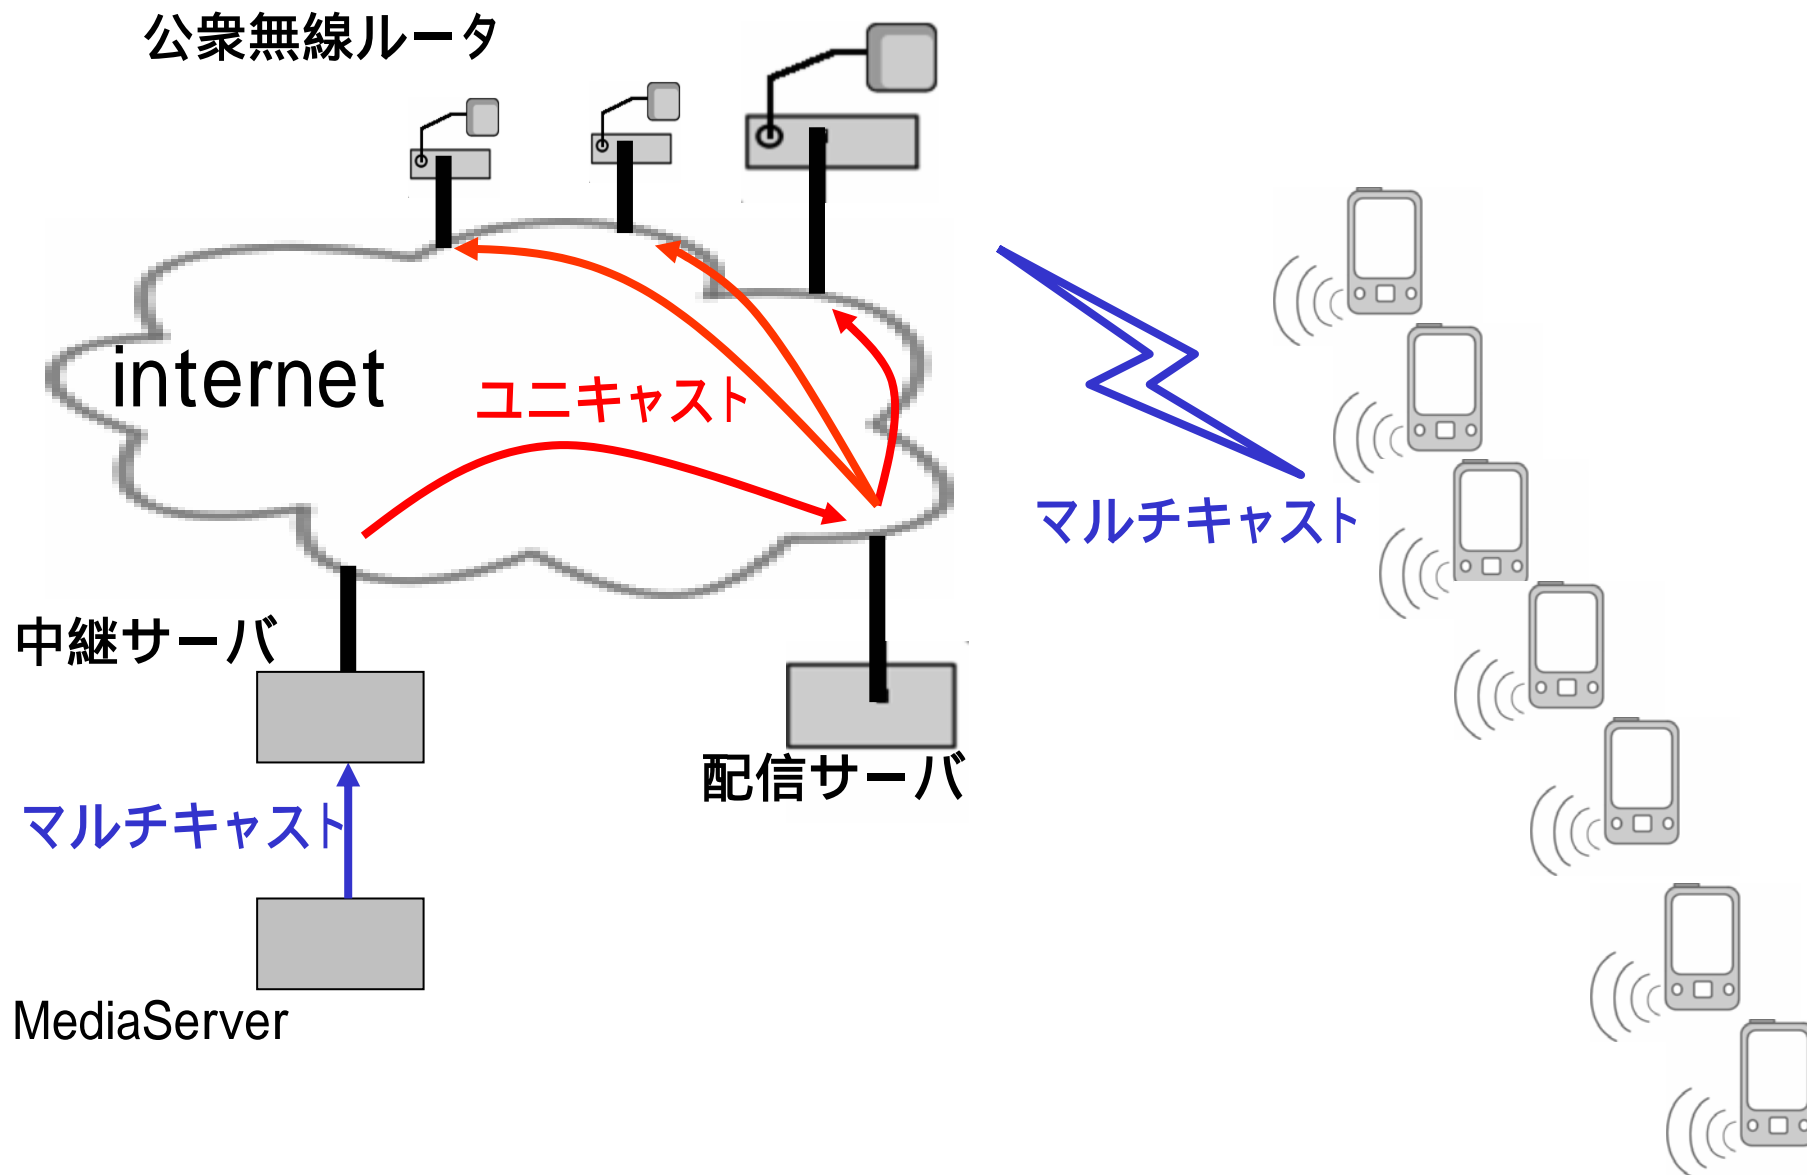 公衆無線ルータ
internet
ユニキャスト
マルチキャスト
中継サーバ
配信サーバ
マルチキャスト
MediaServer